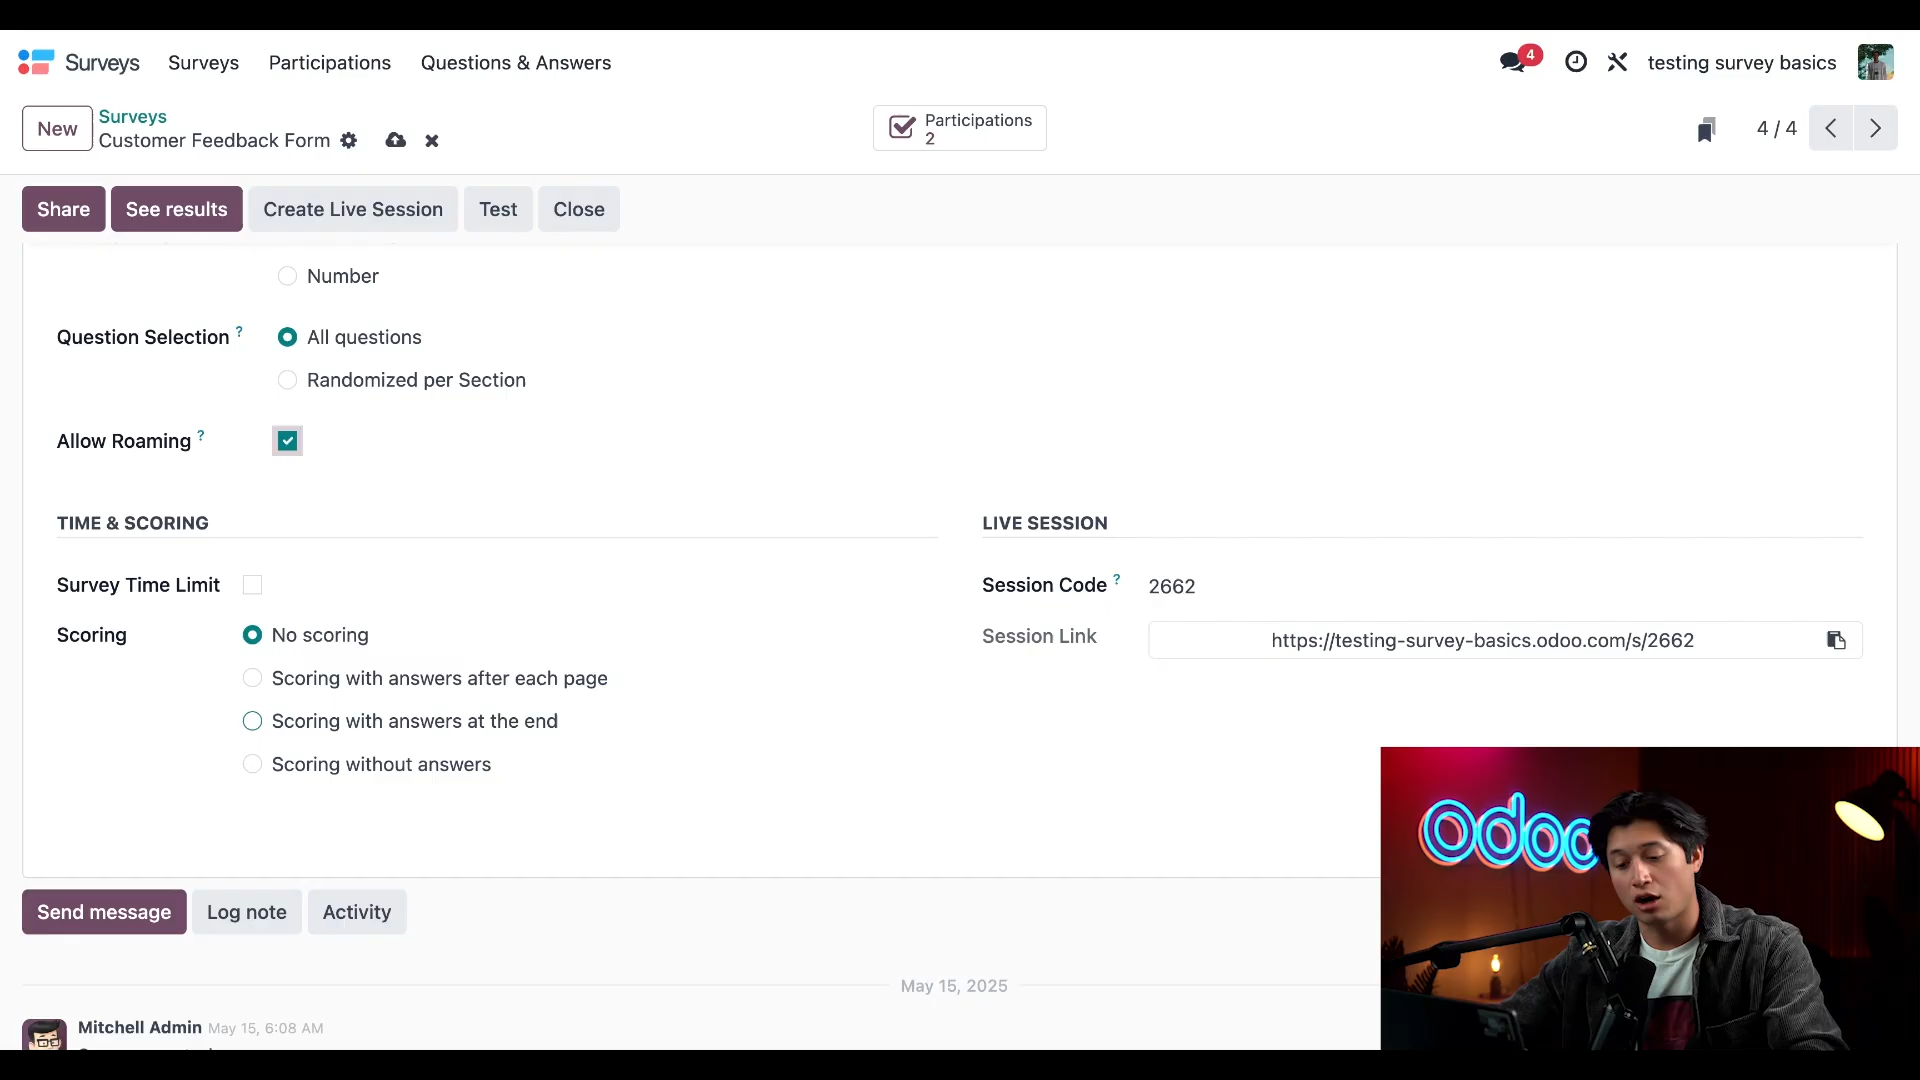 Surveys
Surveys
Participations
Questions & Answers
4
testing survey basics
New
Surveys
Customer Feedback Form
Participations
2
4 / 4
Share
See results
Create Live Session
Test
Close
Number
Question Selection ?
All questions
Randomized per Section
Allow Roaming ?
TIME & SCORING
LIVE SESSION
Survey Time Limit
Session Code ?
2662
Scoring
No scoring
Session Link
https://testing-survey-basics.odoo.com/s/2662
Scoring with answers after each page
Scoring with answers at the end
Scoring without answers
odoo
Send message
Log note
Activity
May 15, 2025
Mitchell Admin May 15, 6:08 AM